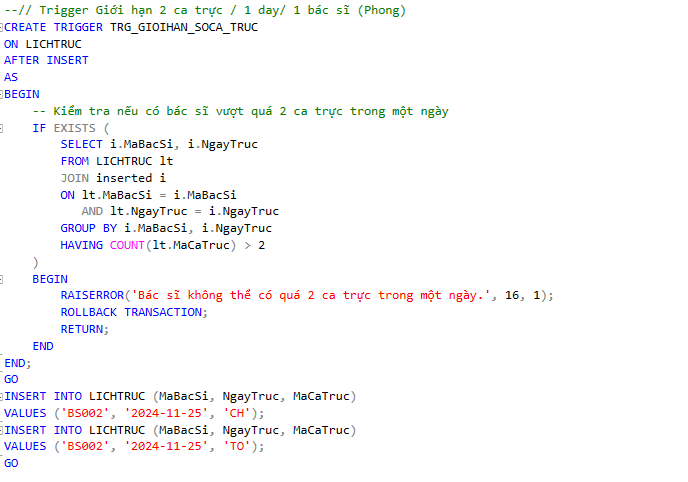 --// Trigger Giới hạn 2 ca trực / 1 day/ 1 bác sĩ (Phong)
CREATE TRIGGER TRG_GIOIHAN_SOCA_TRUC
ON LICHTRUC
AFTER INSERT
AS
BEGIN
    -- Kiểm tra nếu có bác sĩ vượt quá 2 ca trực trong một ngày
    IF EXISTS (
        SELECT i.MaBacSi, i.NgayTruc
        FROM LICHTRUC lt
        JOIN inserted i
        ON lt.MaBacSi = i.MaBacSi
           AND lt.NgayTruc = i.NgayTruc
        GROUP BY i.MaBacSi, i.NgayTruc
        HAVING COUNT(lt.MaCaTruc) > 2
    )
    BEGIN
        RAISERROR('Bác sĩ không thể có quá 2 ca trực trong một ngày.', 16, 1);
        ROLLBACK TRANSACTION;
        RETURN;
    END
END;
GO
INSERT INTO LICHTRUC (MaBacSi, NgayTruc, MaCaTruc)
VALUES ('BS002', '2024-11-25', 'CH');
INSERT INTO LICHTRUC (MaBacSi, NgayTruc, MaCaTruc)
VALUES ('BS002', '2024-11-25', 'TO');
GO